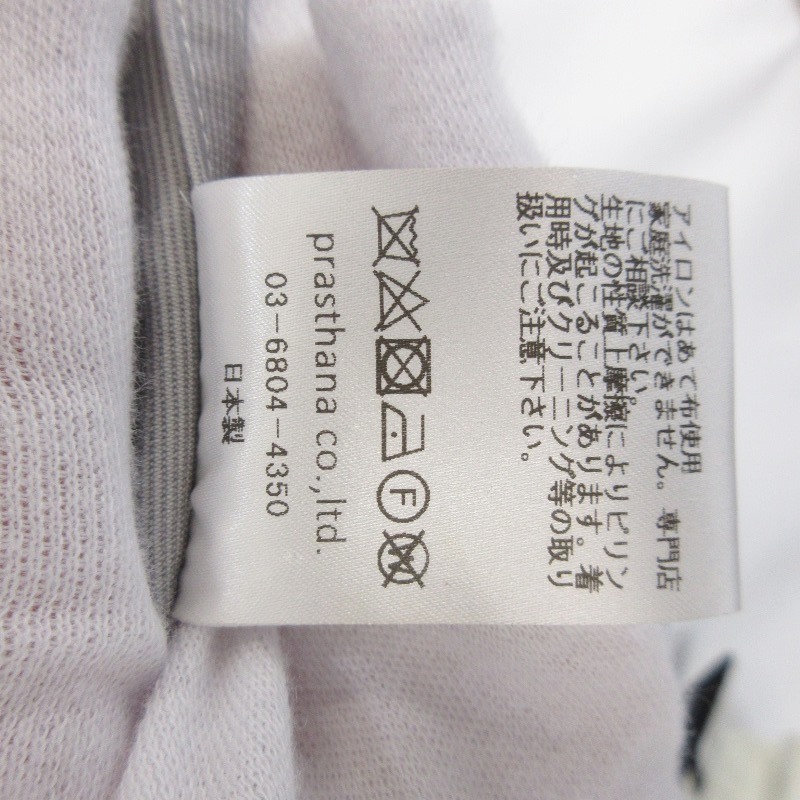 アイロンはあて布使用
家庭洗濯ができません。専門店
にご相談下さい。
生地の性質上摩擦によりピリン
グが起こることがあります。着
用時及びクリーニング等の取り
扱いにご注意下さい。
F
W
prasthana co.,ltd.
03-6804-4350
日本製